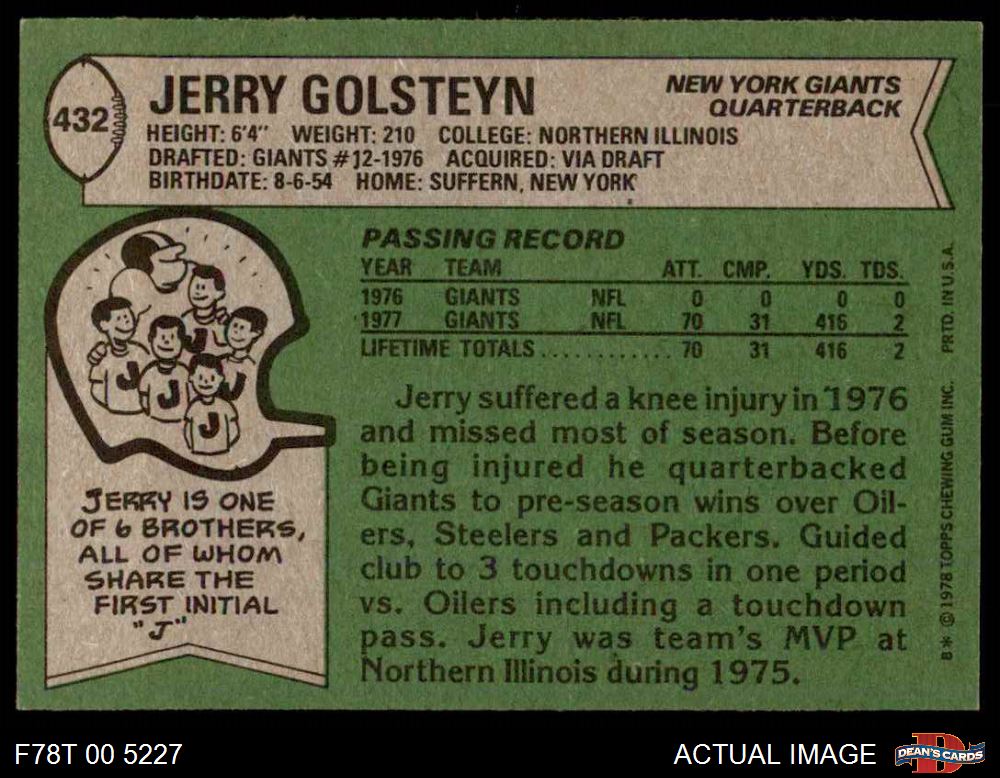 432
JERRY GOLSTEYN
NEW YORK GIANTS
QUARTERBACK
HEIGHT: 6'4" WEIGHT: 210 COLLEGE: NORTHERN ILLINOIS
DRAFTED: GIANTS #12-1976 ACQUIRED: VIA DRAFT
BIRTHDATE: 8-6-54 HOME: SUFFERN, NEW YORK
J
J
J
J
J
JERRY IS ONE
OF 6 BROTHERS,
ALL OF WHOM
SHARE THE
FIRST INITIAL
"J"
PASSING RECORD
YEAR TEAM ATT. CMP. YDS. TDS.
1976 GIANTS NFL 0 0 0 0
1977 GIANTS NFL 70 31 416 2
LIFETIME TOTALS............ 70 31 416 2
Jerry suffered a knee injury in 1976
and missed most of season. Before
being injured he quarterbacked
Giants to pre-season wins over Oil-
ers, Steelers and Packers. Guided
club to 3 touchdowns in one period
vs. Oilers including a touchdown
pass. Jerry was team's MVP at
Northern Illinois during 1975.
B* © 1978 TOPPS CHEWING GUM INC. PRTD. IN U.S.A.
F78T 00 5227
ACTUAL IMAGE
D
DEAN'S CARDS